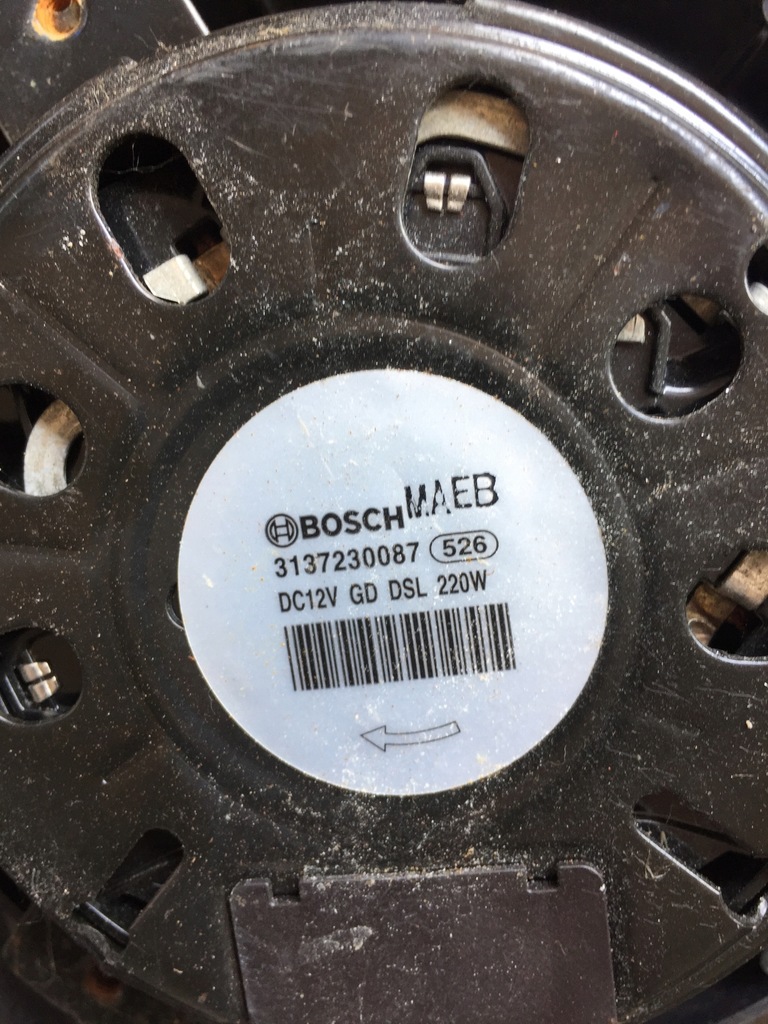 BOSCH MAEB
3137230087 526
DC12V GD DSL 220W